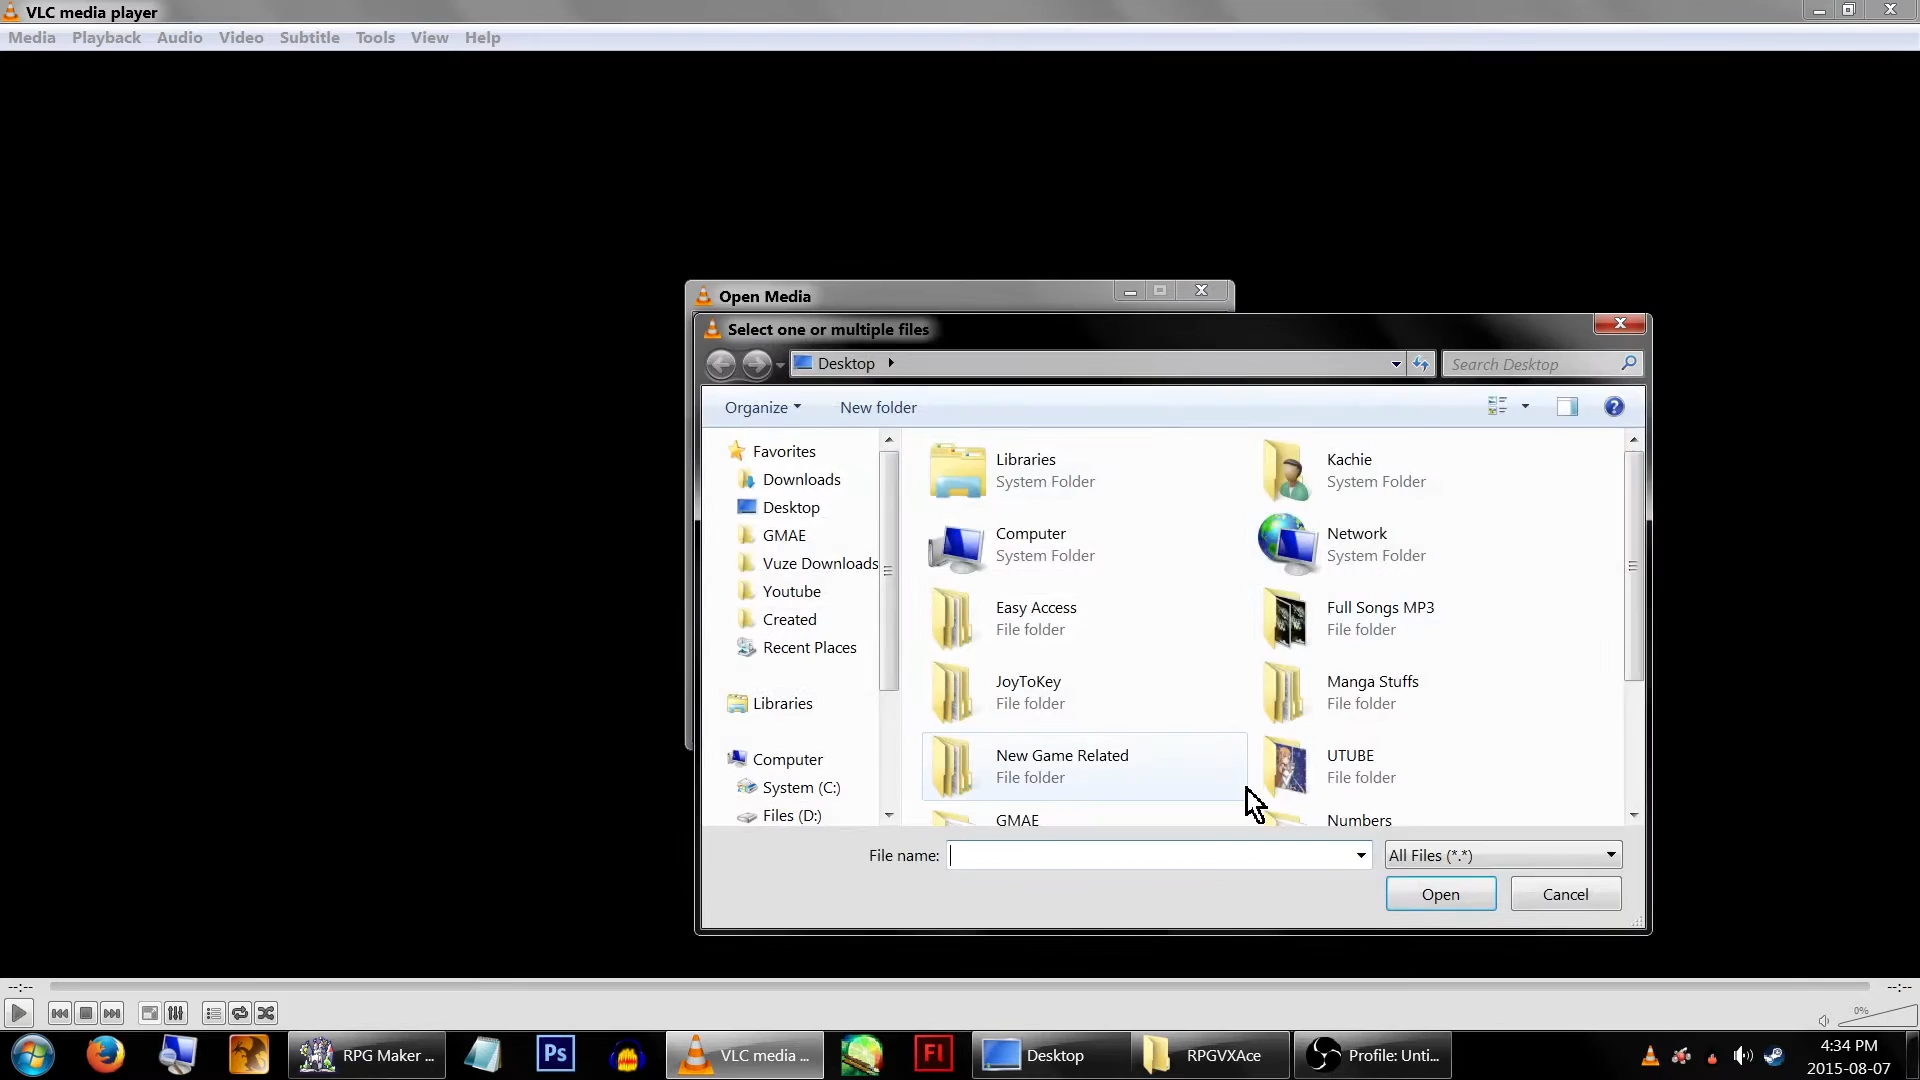 VLC media player
Media Playback Audio Video Subtitle Tools View Help
Open Media
Select one or multiple files
Desktop
Search Desktop
Organize New folder
Favorites
Downloads
Desktop
GMAE
Vuze Downloads
Youtube
Created
Recent Places
Libraries
Computer
System (C:)
Files (D:)
Libraries
System Folder
Kachie
System Folder
Computer
System Folder
Network
System Folder
Easy Access
File folder
Full Songs MP3
File folder
JoyToKey
File folder
Manga Stuffs
File folder
New Game Related
File folder
UTUBE
File folder
GMAE
Numbers
File name:
All Files (*.*)
Open Cancel
--:-- --:--
0%
RPG Maker ...
Ps
VLC media ...
Fl
Desktop
RPGVXAce
Profile: Unti...
4:34 PM
2015-08-07